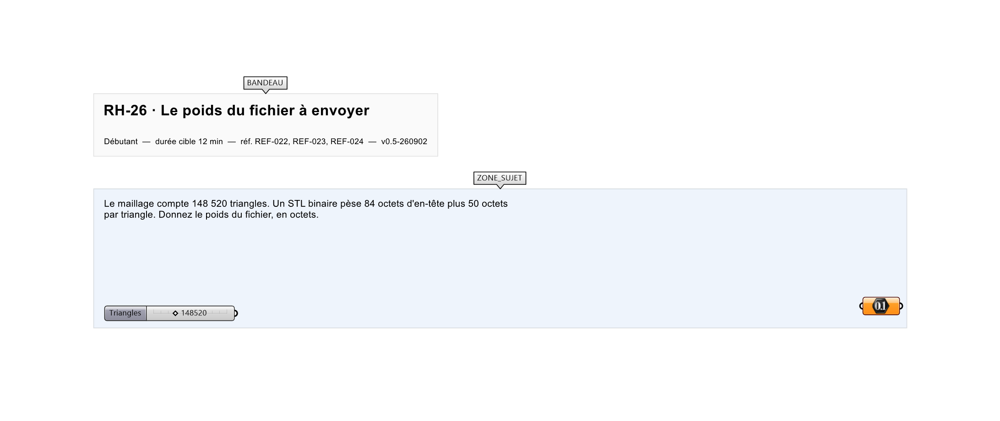 BANDEAU
RH-26 · Le poids du fichier à envoyer
Débutant — durée cible 12 min — réf. REF-022, REF-023, REF-024 — v0.5-260902
ZONE_SUJET
Le maillage compte 148 520 triangles. Un STL binaire pèse 84 octets d'en-tête plus 50 octets
par triangle. Donnez le poids du fichier, en octets.
Triangles 148520
0.1